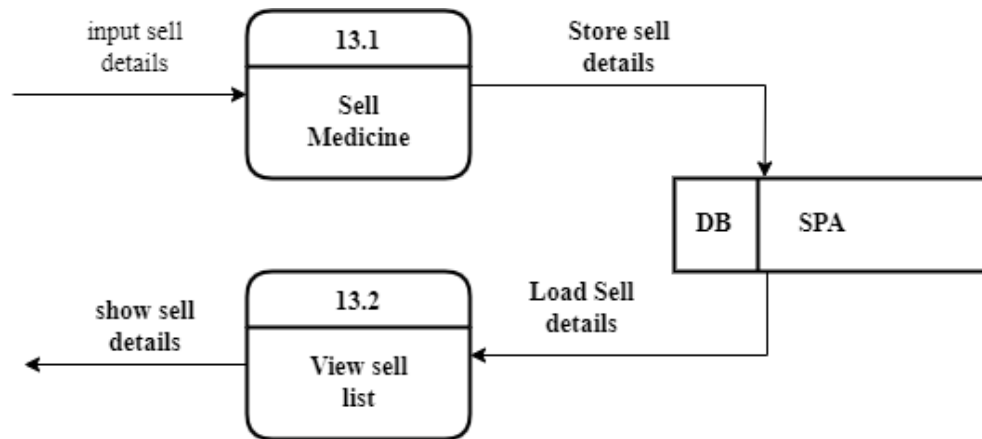 input sell
details
13.1
Sell
Medicine
Store sell
details
DB
SPA
Load Sell
details
13.2
View sell
list
show sell
details